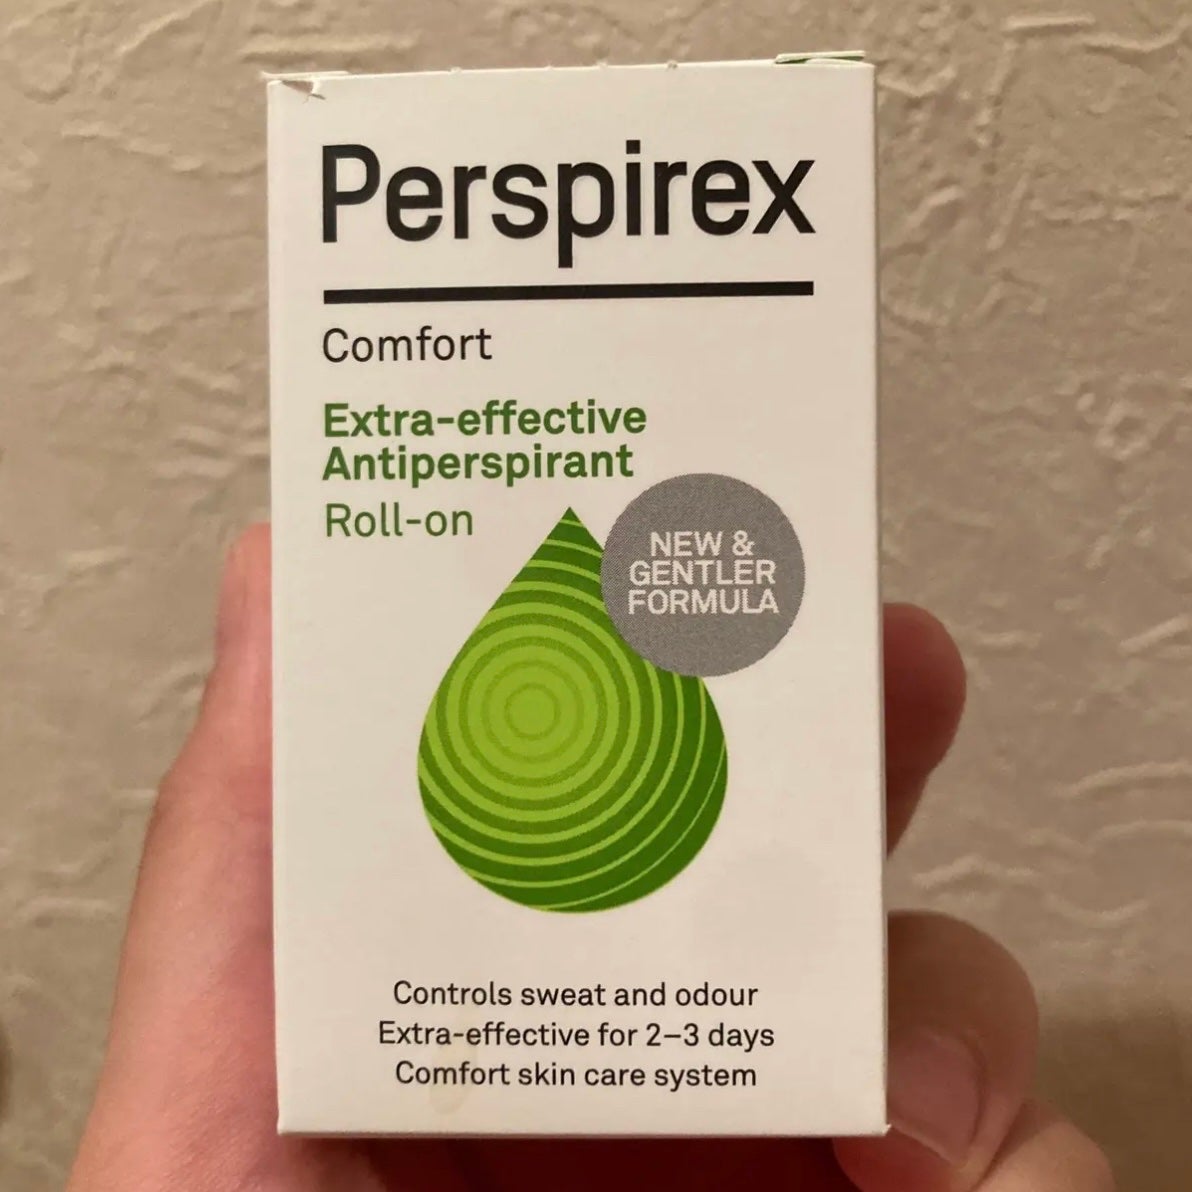 Perspirex
Comfort
Extra-effective
Antiperspirant
Roll-on
NEW &
GENTLER
FORMULA
Controls sweat and odour
Extra-effective for 2–3 days
Comfort skin care system